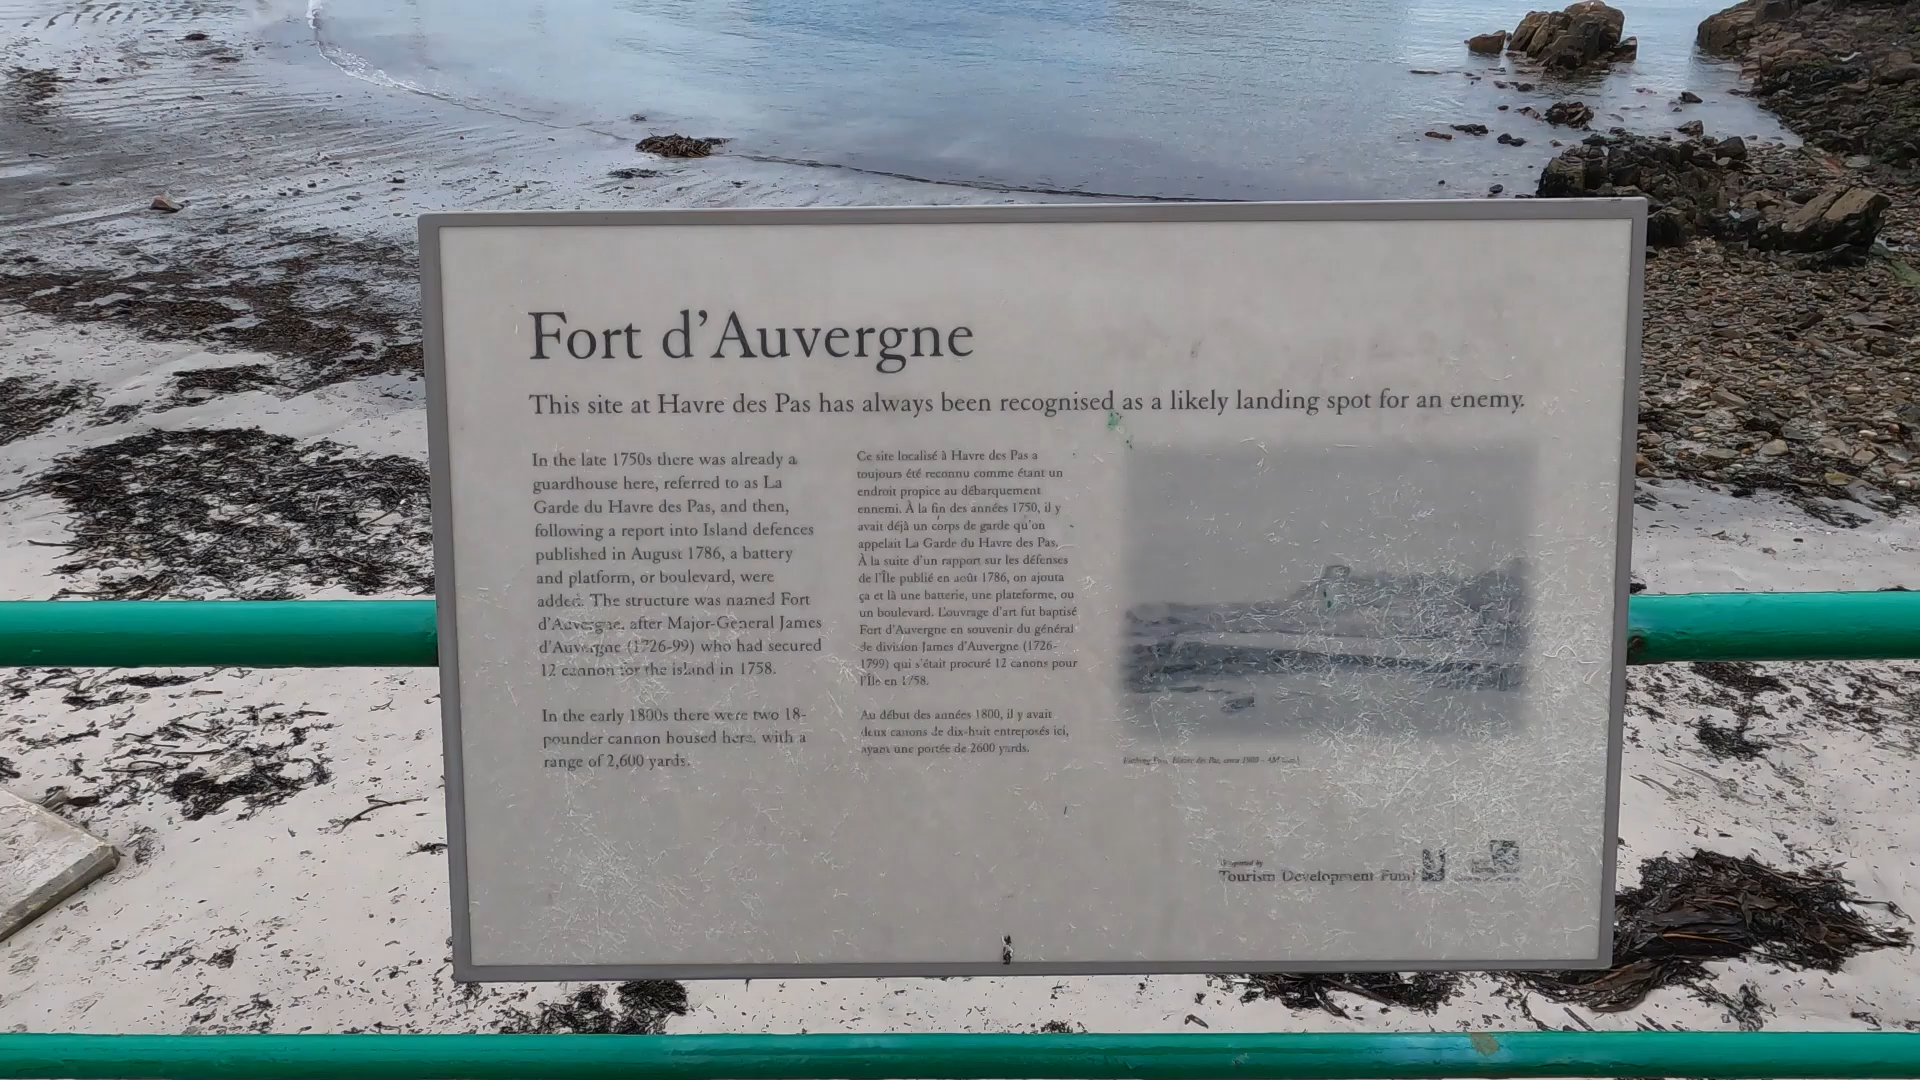 Fort d'Auvergne
This site at Havre des Pas has always been recognised as a likely landing spot for an enemy.
In the late 1750s there was already a
guardhouse here, referred to as La
Garde du Havre des Pas, and then,
following a report into Island defences
published in August 1786, a battery
and platform, or boulevard, were
added. The structure was named Fort
d'Auvergne, after Major-General James
d'Auvergne (1726-99) who had secured
12 cannon for the island in 1758.
In the early 1800s there were two 18-
pounder cannon housed here, with a
range of 2,600 yards.
Ce site localisé à Havre des Pas a
toujours été reconnu comme étant un
endroit propice au débarquement
ennemi. À la fin des années 1750, il y
avait déjà un corps de garde qu'on
appelait La Garde du Havre des Pas.
À la suite d'un rapport sur les défenses
de l'Île publié en août 1786, on ajouta
ça et là une batterie, une plateforme, ou
un boulevard. L'ouvrage d'art fut baptisé
Fort d'Auvergne en souvenir du général
de division James d'Auvergne (1726-
1799) qui s'était procuré 12 canons pour
l'Île en 1758.
Au début des années 1800, il y avait
deux canons de dix-huit entreposés ici,
ayant une portée de 2600 yards.
Havre des Pas, circa 1900
Supported by
Tourism Development Fund